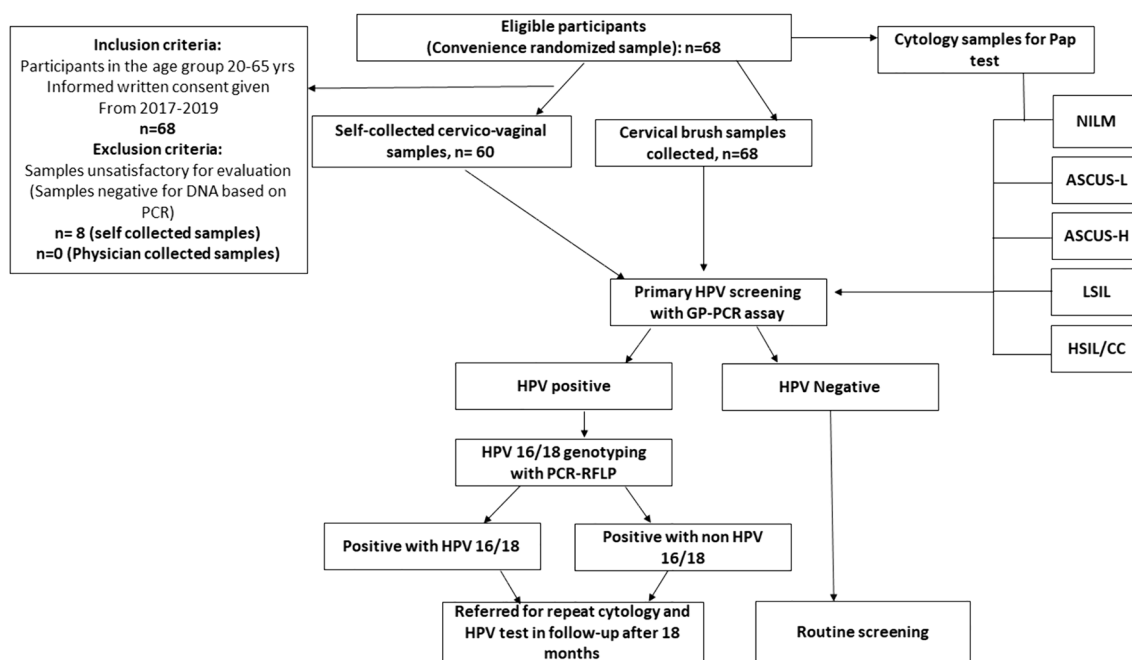 Eligible participants
(Convenience randomized sample): n=68
Inclusion criteria:
Participants in the age group 20-65 yrs
Informed written consent given
From 2017-2019
n=68
Exclusion criteria:
Samples unsatisfactory for evaluation
(Samples negative for DNA based on
PCR)
n= 8 (self collected samples)
n=0 (Physician collected samples)
Cytology samples for Pap
test
Self-collected cervico-vaginal
samples, n= 60
Cervical brush samples
collected, n=68
NILM
ASCUS-L
ASCUS-H
LSIL
HSIL/CC
Primary HPV screening
with GP-PCR assay
HPV positive
HPV Negative
HPV 16/18 genotyping
with PCR-RFLP
Positive with HPV 16/18
Positive with non HPV
16/18
Referred for repeat cytology and
HPV test in follow-up after 18
months
Routine screening